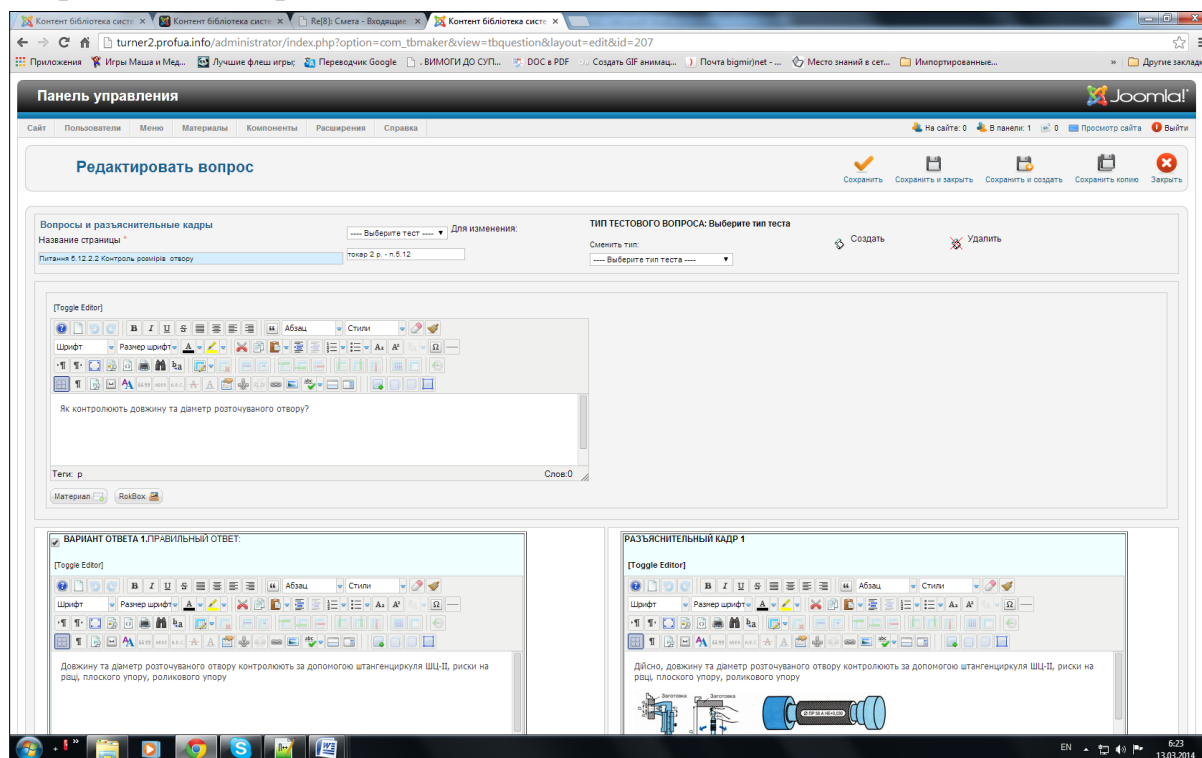 Контент бібліотека систе × Контент бібліотека систе × Re[8]: Смета - Входящие × Контент бібліотека систе ×
turner2.profua.info/administrator/index.php?option=com_tbmaker&view=tbquestion&layout=edit&id=207
Приложения Игры Маша и Мед... Лучшие флеш игры; Переводчик Google . ВИМОГИ ДО СУП... DOC в PDF Создать GIF анимац... Почта bigmir)net - ... Место знаний в сет... Импортированные... » Другие заклад
Панель управления Joomla!
Сайт Пользователи Меню Материалы Компоненты Расширения Справка На сайте: 0 В панели: 1 0 Просмотр сайта Выйти
Редактировать вопрос Сохранить Сохранить и закрыть Сохранить и создать Сохранить копию Закрыть
Вопросы и разъяснительные кадры ---- Выберите тест ---- Для изменения: ТИП ТЕСТОВОГО ВОПРОСА: Выберите тип теста
Название страницы * Сменить тип: Создать Удалить
Питання 5.12.2.2 Контроль розмірів отвору токар 2 р. - п.5.12 ---- Выберите тип теста ----
[Toggle Editor]
Абзац Стили
Шрифт Размер шрифта
Як контролюють довжину та діаметр розточуваного отвору?
Теги: p Слов:0
Материал RokBox
ВАРИАНТ ОТВЕТА 1.ПРАВИЛЬНЫЙ ОТВЕТ:
[Toggle Editor]
Абзац Стили
Шрифт Размер шрифта
Довжину та діаметр розточуваного отвору контролюють за допомогою штангенциркуля ШЦ-ІІ, риски на
різці, плоского упору, роликового упору
РАЗЪЯСНИТЕЛЬНЫЙ КАДР 1
[Toggle Editor]
Абзац Стили
Шрифт Размер шрифта
Дійсно, довжину та діаметр розточуваного отвору контролюють за допомогою штангенциркуля ШЦ-ІІ, риски на
різці, плоского упору, роликового упору
Заготовка Заготовка
EN 6:23
13.03.2014